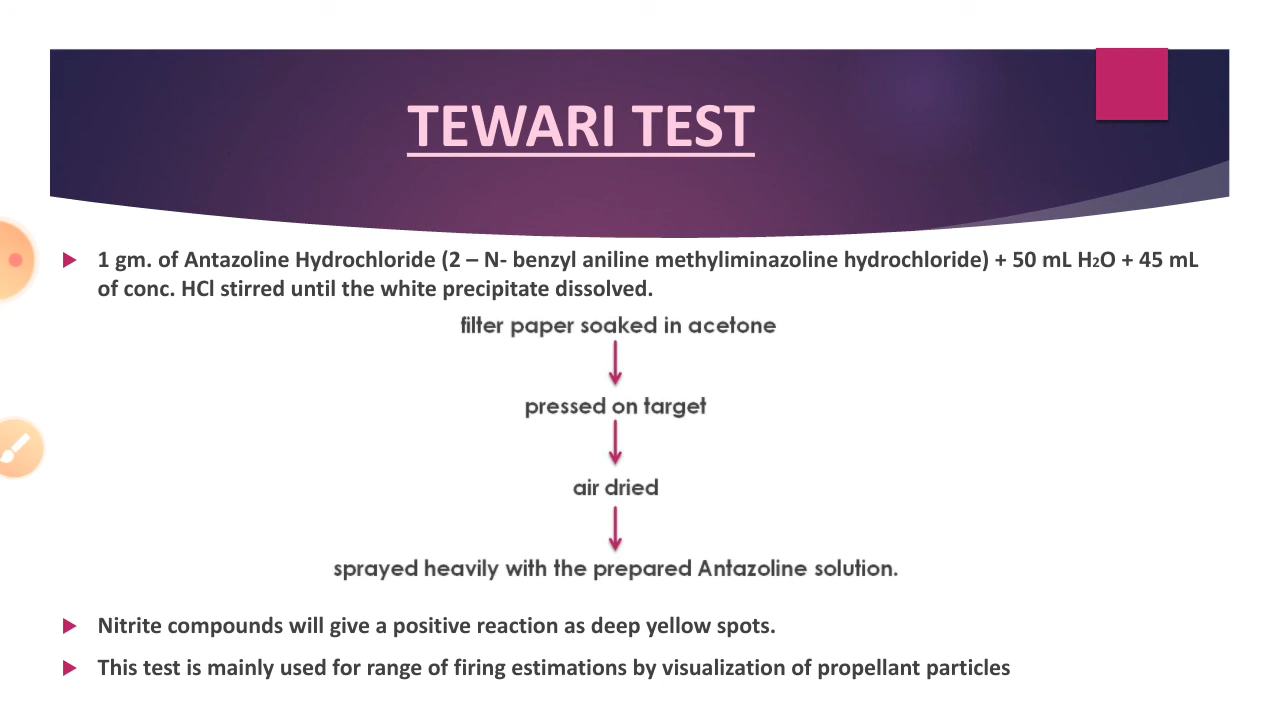 TEWARI TEST
1 gm. of Antazoline Hydrochloride (2 – N- benzyl aniline methyliminazoline hydrochloride) + 50 mL H₂O + 45 mL
of conc. HCl stirred until the white precipitate dissolved.
filter paper soaked in acetone
pressed on target
air dried
sprayed heavily with the prepared Antazoline solution.
Nitrite compounds will give a positive reaction as deep yellow spots.
This test is mainly used for range of firing estimations by visualization of propellant particles